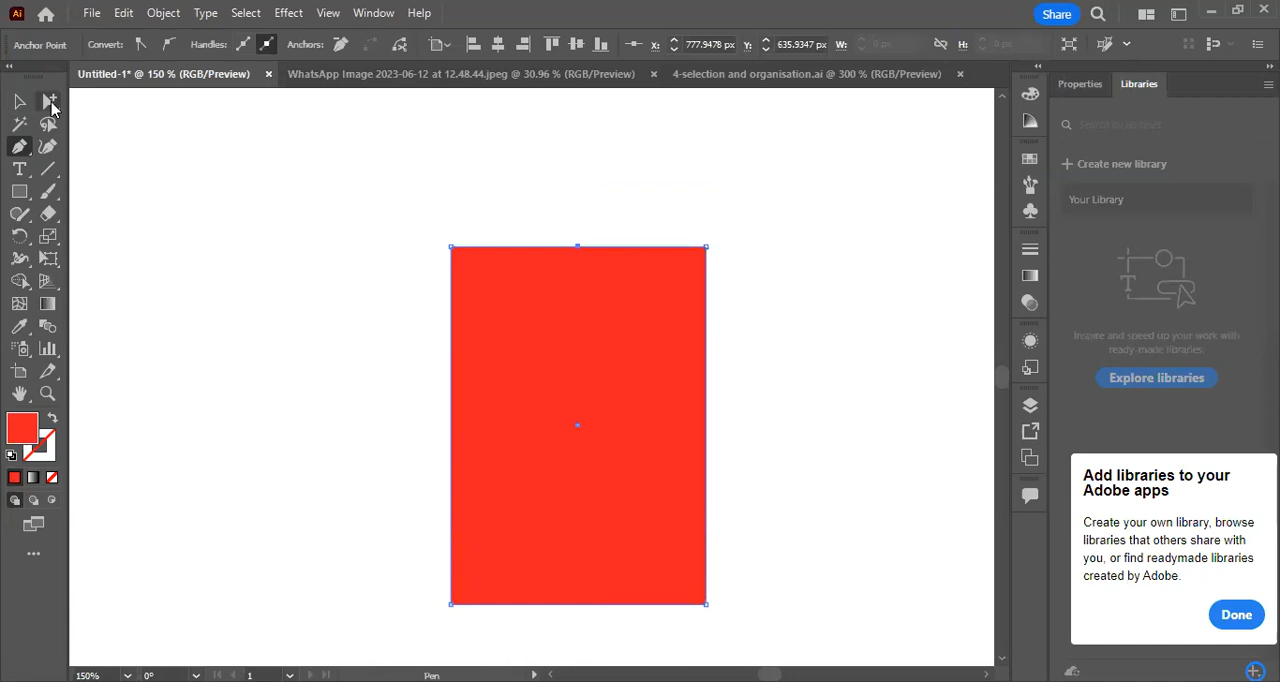 Ai File Edit Object Type Select Effect View Window Help Share
Anchor Point Convert: Handles: Anchors: X: 777.9478 px Y: 635.9347 px W: 0 px H: 0 px
Untitled-1* @ 150 % (RGB/Preview) × WhatsApp Image 2023-06-12 at 12.48.44.jpeg @ 30.96 % (RGB/Preview) × 4-selection and organisation.ai @ 300 % (RGB/Preview) ×
Properties Libraries
+ Create new library
Your Library
Inspire and speed up your work with
ready-made libraries.
Explore libraries
Add libraries to your
Adobe apps
Create your own library, browse
libraries that others share with
you, or find readymade libraries
created by Adobe.
Done
150% 0° 1 Pen